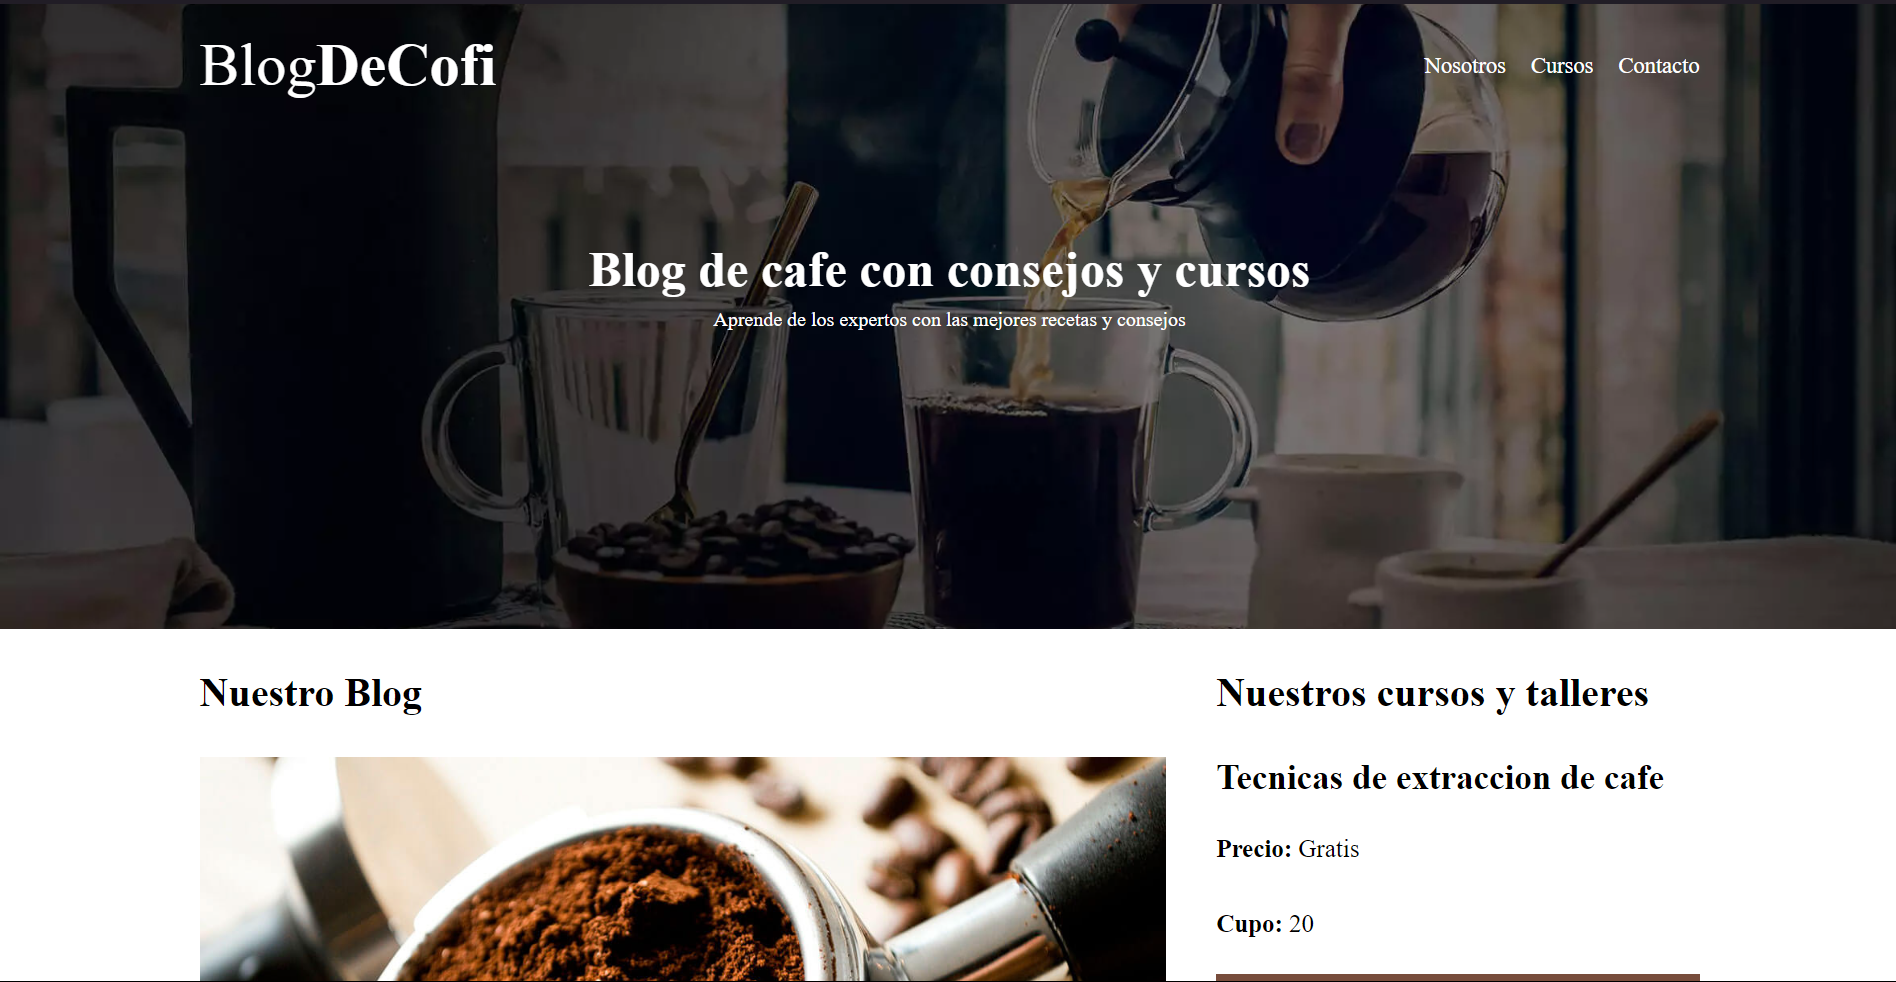 BlogDeCofi
Nosotros Cursos Contacto
Blog de cafe con consejos y cursos
Aprende de los expertos con las mejores recetas y consejos
Nuestro Blog
Nuestros cursos y talleres
Tecnicas de extraccion de cafe
Precio: Gratis
Cupo: 20